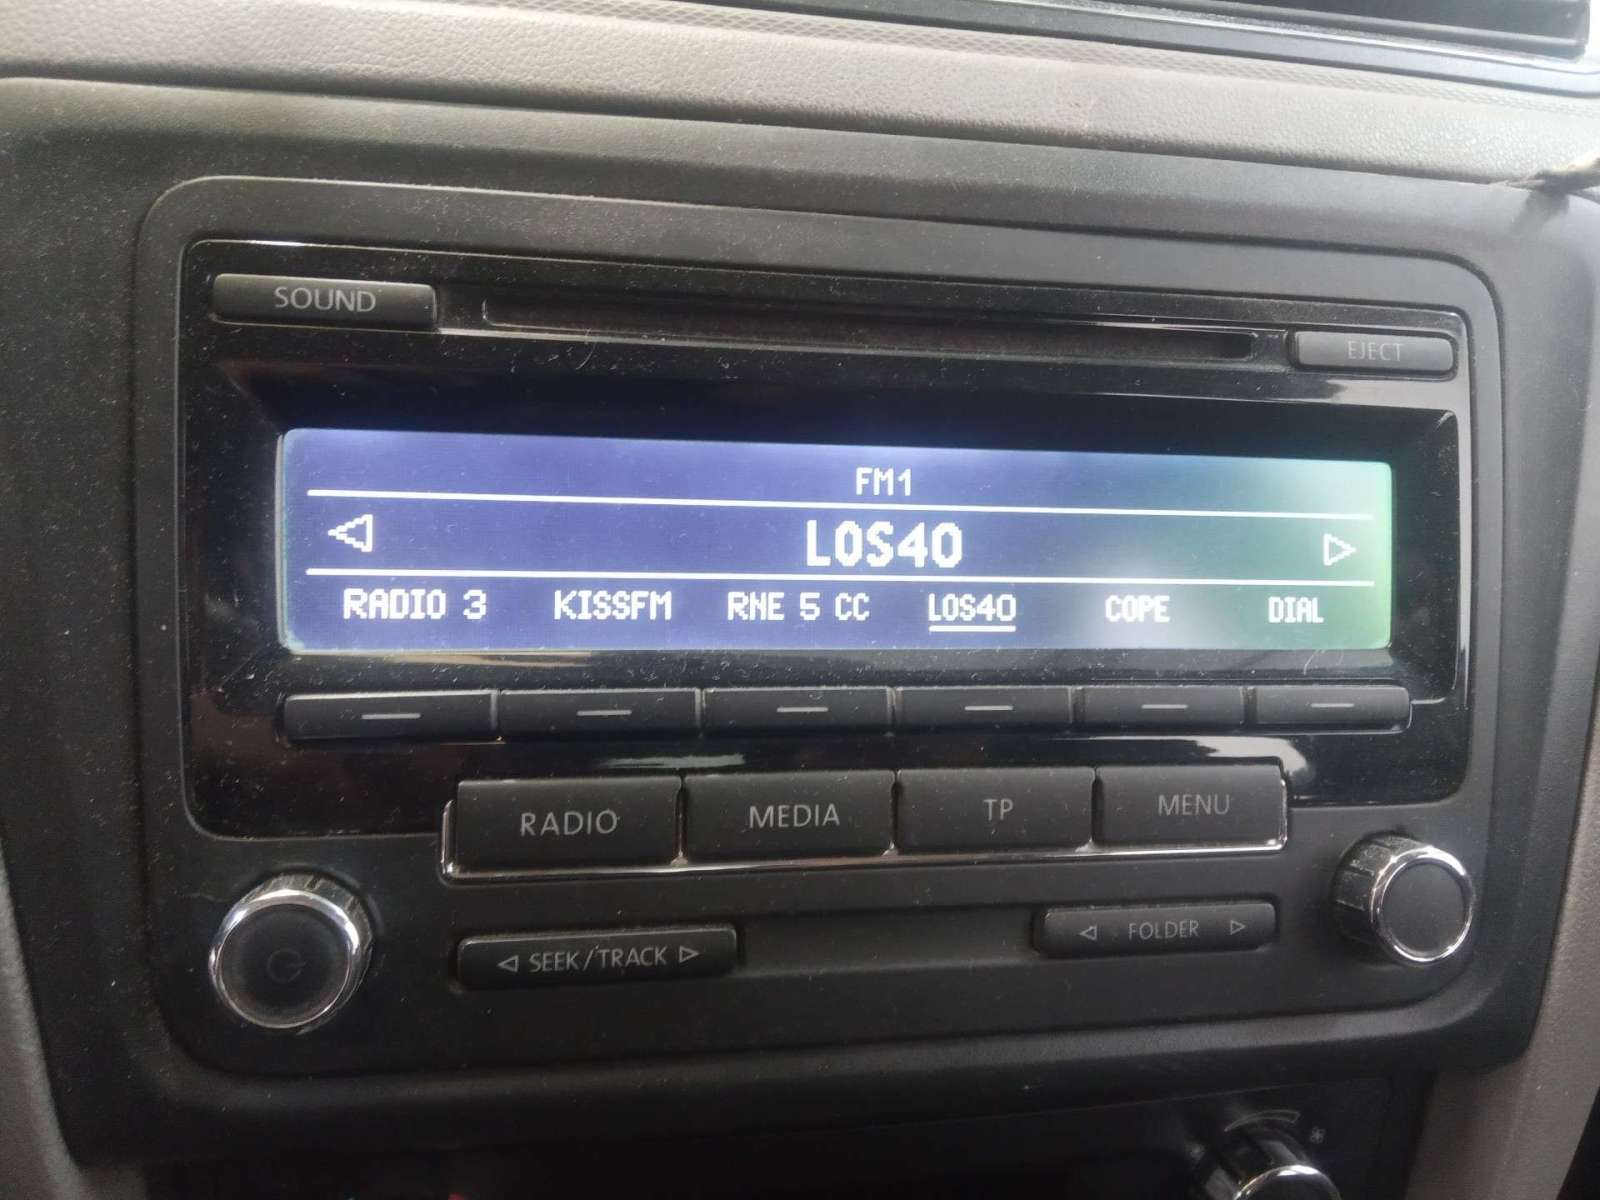 SOUND
EJECT
FM1
LOS40
RADIO 3 KISSFM RNE 5 CC LOS40 COPE DIAL
RADIO MEDIA TP MENU
SEEK/TRACK FOLDER